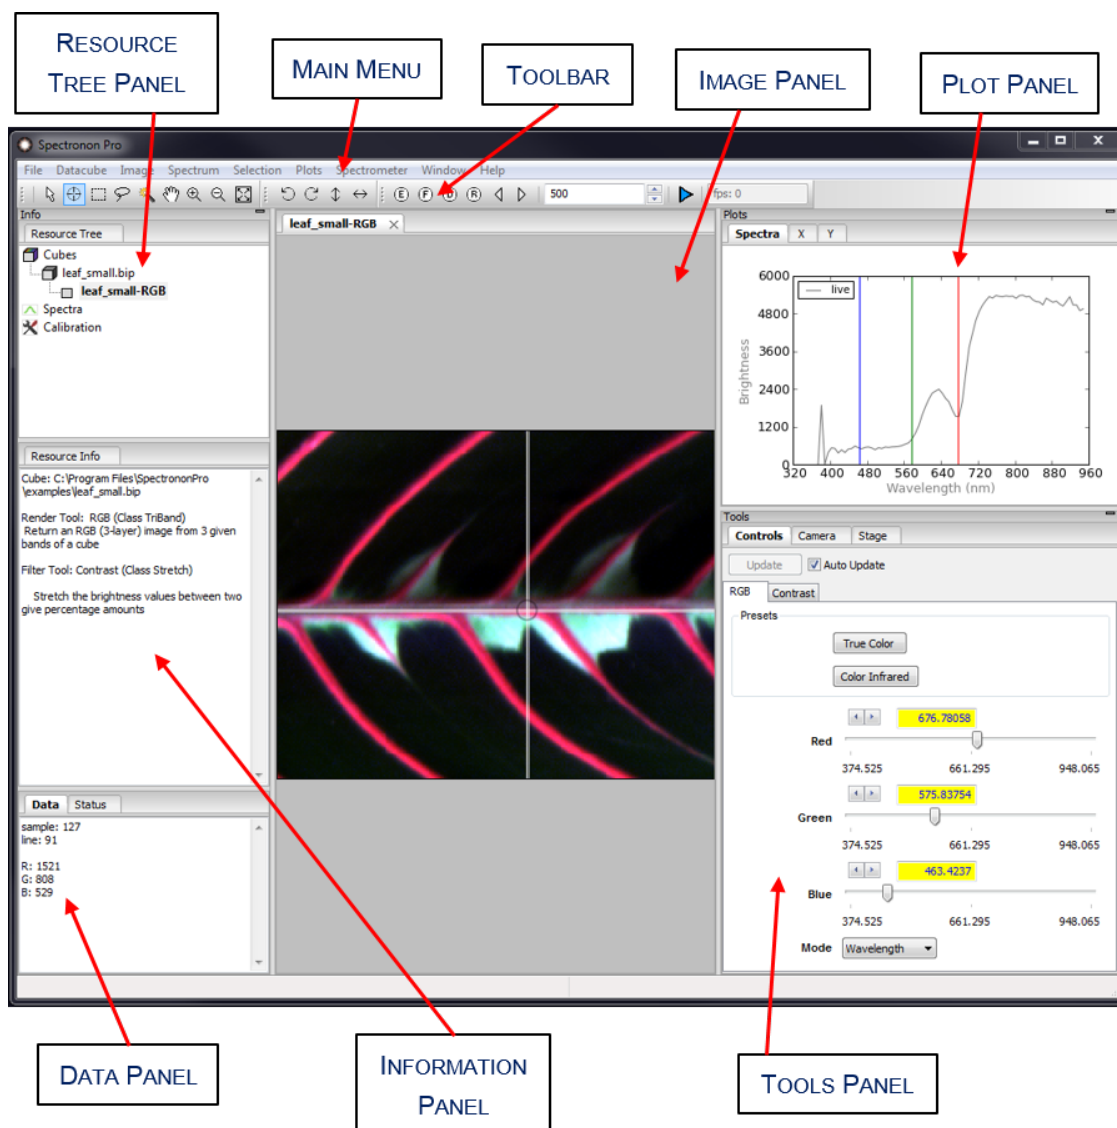 RESOURCE
TREE PANEL
MAIN MENU
TOOLBAR
IMAGE PANEL
PLOT PANEL
Spectronon Pro
File Datacube Image Spectrum Selection Plots Spectrometer Window Help
E F R 500 fps: 0
Info
Resource Tree
Cubes
leaf_small.bip
leaf_small-RGB
Spectra
Calibration
Resource Info
Cube: C:\Program Files\SpectrononPro
\examples\leaf_small.bip
Render Tool: RGB (Class TriBand)
Return an RGB (3-layer) image from 3 given
bands of a cube
Filter Tool: Contrast (Class Stretch)
Stretch the brightness values between two
give percentage amounts
Data Status
sample: 127
line: 91
R: 1521
G: 808
B: 529
leaf_small-RGB
Plots
Spectra X Y
live
6000
4800
3600
2400
1200
0
Brightness
320 400 480 560 640 720 800 880 960
Wavelength (nm)
Tools
Controls Camera Stage
Update Auto Update
RGB Contrast
Presets
True Color
Color Infrared
676.78058
Red
374.525 661.295 948.065
575.83754
Green
374.525 661.295 948.065
463.4237
Blue
374.525 661.295 948.065
Mode Wavelength
DATA PANEL
INFORMATION
PANEL
TOOLS PANEL